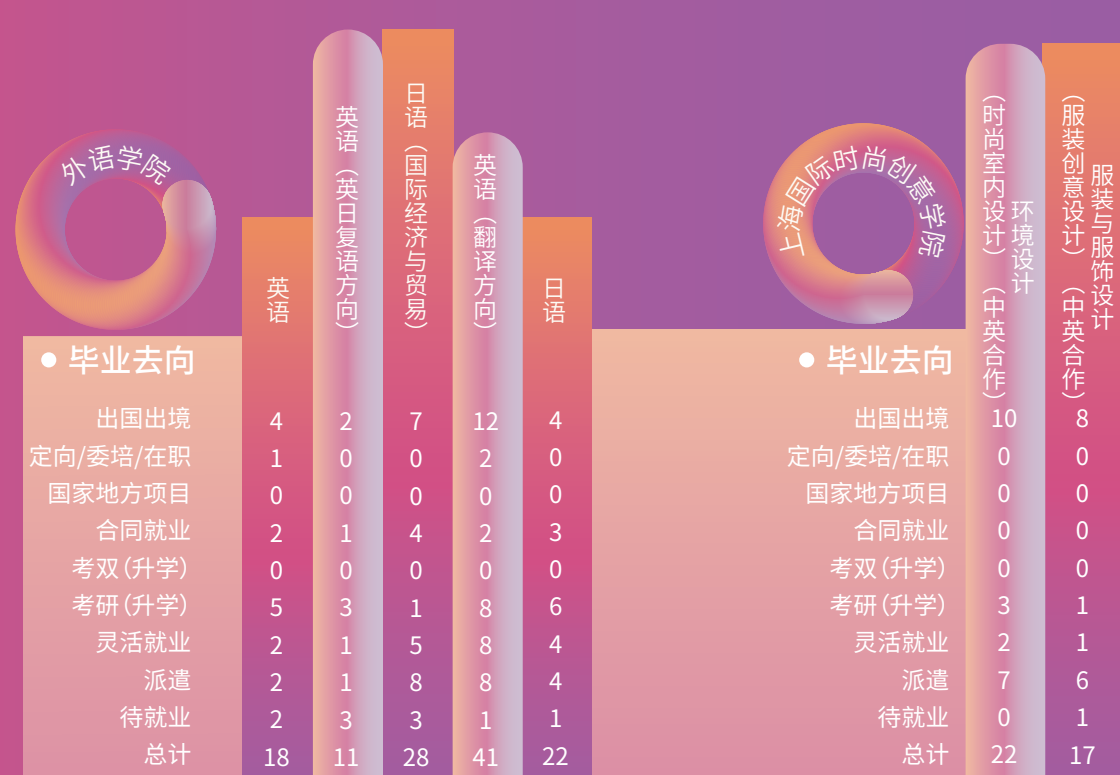 外语学院
英语
英语（英日复语方向）
日语（国际经济与贸易）
英语（翻译方向）
日语
● 毕业去向
出国出境 4 2 7 12 4
定向/委培/在职 1 0 0 2 0
国家地方项目 0 0 0 0 0
合同就业 2 1 4 2 3
考双（升学） 0 0 0 0 0
考研（升学） 5 3 1 8 6
灵活就业 2 1 5 8 4
派遣 2 1 8 8 4
待就业 2 3 3 1 1
总计 18 11 28 41 22
上海国际时尚创意学院
环境设计
（时尚室内设计）（中英合作）
服装与服饰设计
（服装创意设计）（中英合作）
● 毕业去向
出国出境 10 8
定向/委培/在职 0 0
国家地方项目 0 0
合同就业 0 0
考双（升学） 0 0
考研（升学） 3 1
灵活就业 2 1
派遣 7 6
待就业 0 1
总计 22 17